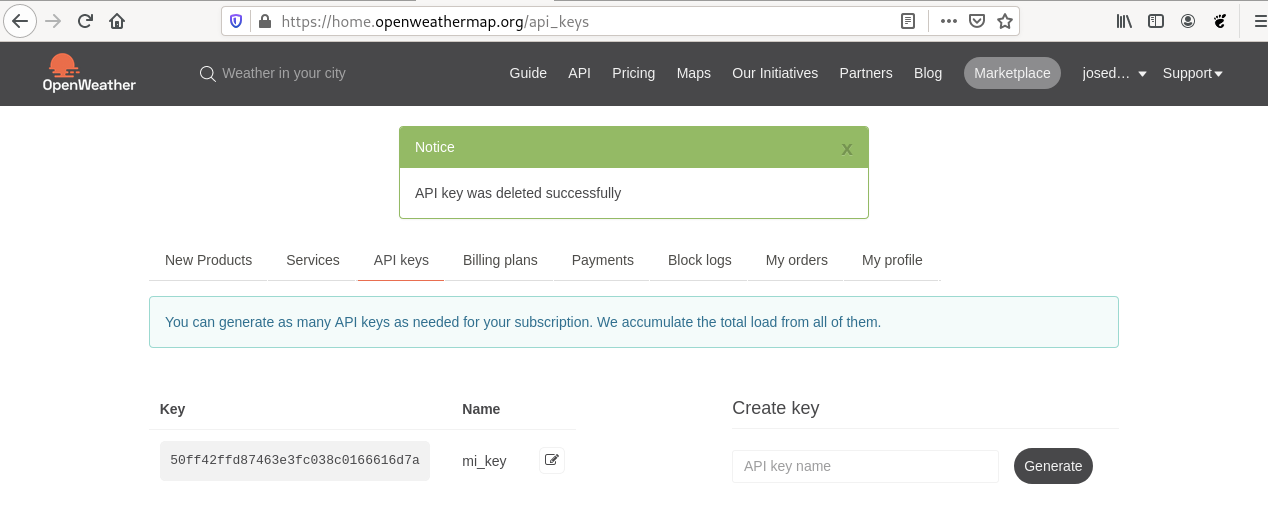 https://home.openweathermap.org/api_keys
OpenWeather
Weather in your city
Guide API Pricing Maps Our Initiatives Partners Blog Marketplace josed… Support
Notice x
API key was deleted successfully
New Products Services API keys Billing plans Payments Block logs My orders My profile
You can generate as many API keys as needed for your subscription. We accumulate the total load from all of them.
Key Name
50ff42ffd87463e3fc038c0166616d7a mi_key
Create key
API key name Generate